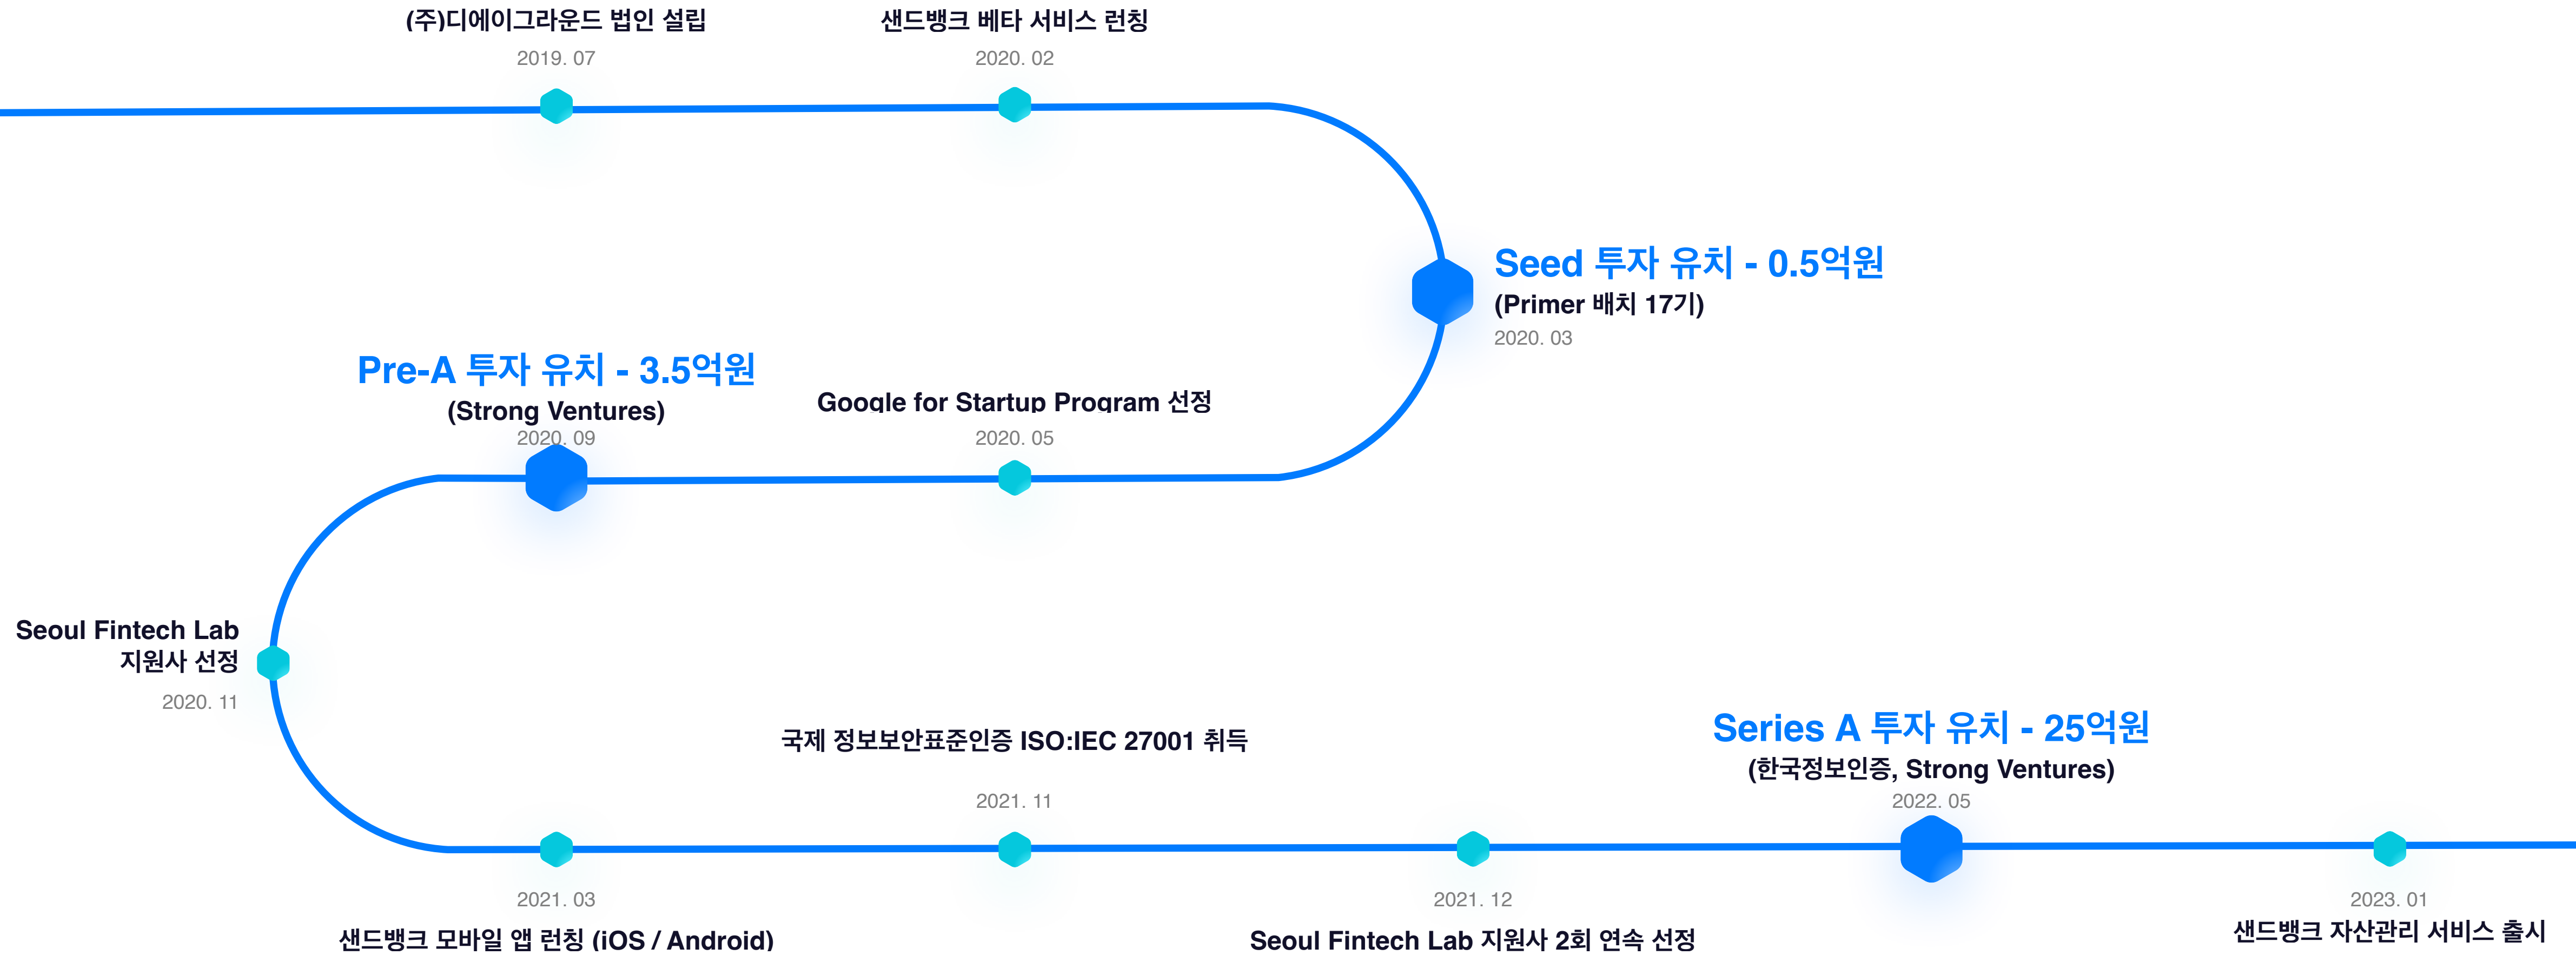 (주)디에이그라운드 법인 설립
2019. 07
샌드뱅크 베타 서비스 런칭
2020. 02
Seed 투자 유치 - 0.5억원
(Primer 배치 17기)
2020. 03
Google for Startup Program 선정
2020. 05
Pre-A 투자 유치 - 3.5억원
(Strong Ventures)
2020. 09
Seoul Fintech Lab
지원사 선정
2020. 11
2021. 03
샌드뱅크 모바일 앱 런칭 (iOS / Android)
국제 정보보안표준인증 ISO:IEC 27001 취득
2021. 11
2021. 12
Seoul Fintech Lab 지원사 2회 연속 선정
Series A 투자 유치 - 25억원
(한국정보인증, Strong Ventures)
2022. 05
2023. 01
샌드뱅크 자산관리 서비스 출시